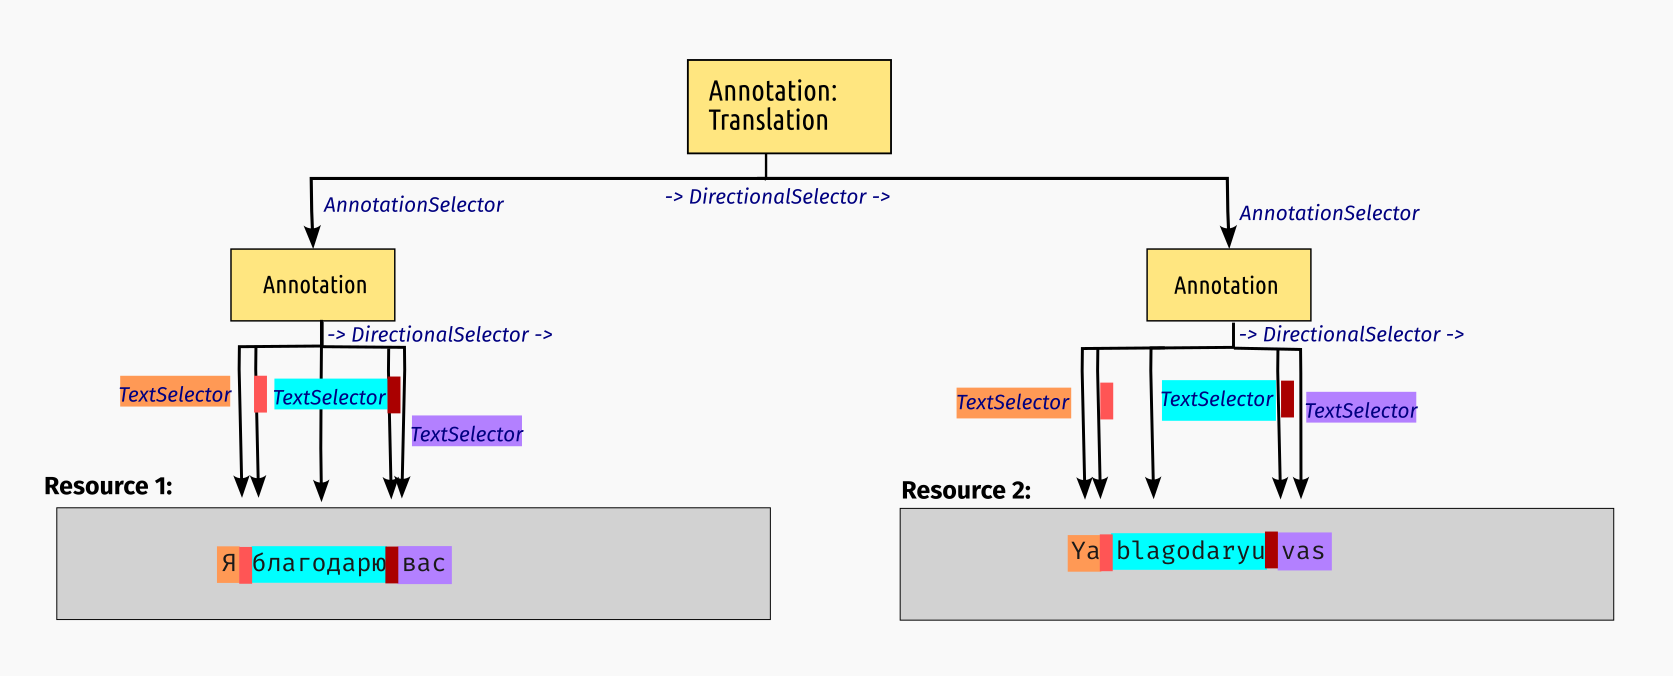 Annotation:
Translation
-> DirectionalSelector ->
AnnotationSelector
AnnotationSelector
Annotation
Annotation
-> DirectionalSelector ->
-> DirectionalSelector ->
TextSelector
TextSelector
TextSelector
TextSelector
TextSelector
TextSelector
Resource 1:
Resource 2:
Я благодарю вас
Ya blagodaryu vas